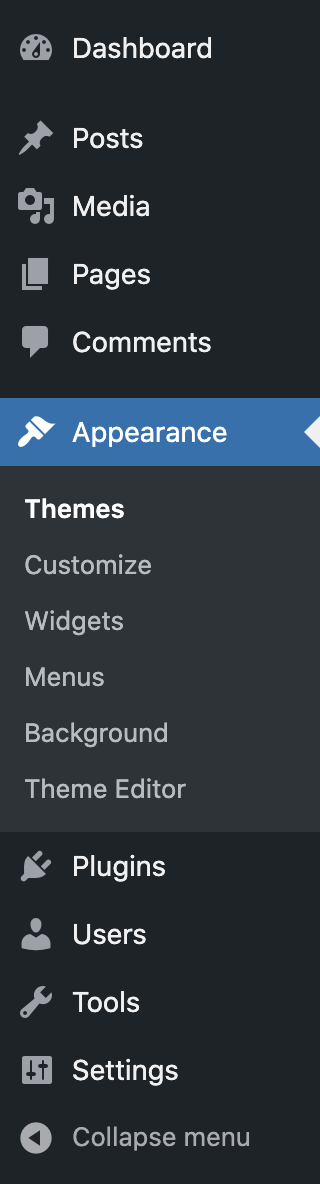 Dashboard
Posts
Media
Pages
Comments
Appearance
Themes
Customize
Widgets
Menus
Background
Theme Editor
Plugins
Users
Tools
Settings
Collapse menu